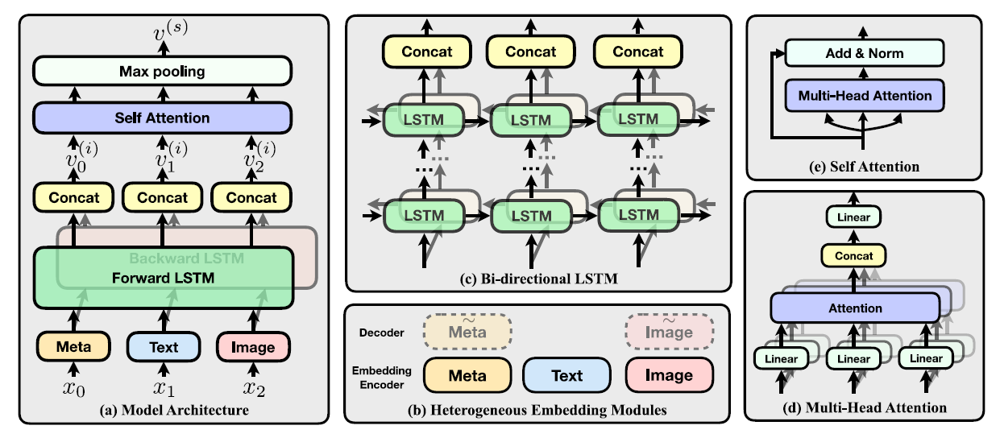 v^{(s)}
Max pooling
Self Attention
v_0^{(i)} v_1^{(i)} v_2^{(i)}
Concat Concat Concat
Backward LSTM
Forward LSTM
Meta Text Image
x_0 x_1 x_2
(a) Model Architecture
Concat Concat Concat
LSTM LSTM LSTM
... ... ...
... ... ...
LSTM LSTM LSTM
(c) Bi-directional LSTM
Decoder M̃eta Im̃age
Embedding
Encoder
Meta Text Image
(b) Heterogeneous Embedding Modules
Add & Norm
Multi-Head Attention
(e) Self Attention
Linear
Concat
Attention
Linear Linear Linear
(d) Multi-Head Attention